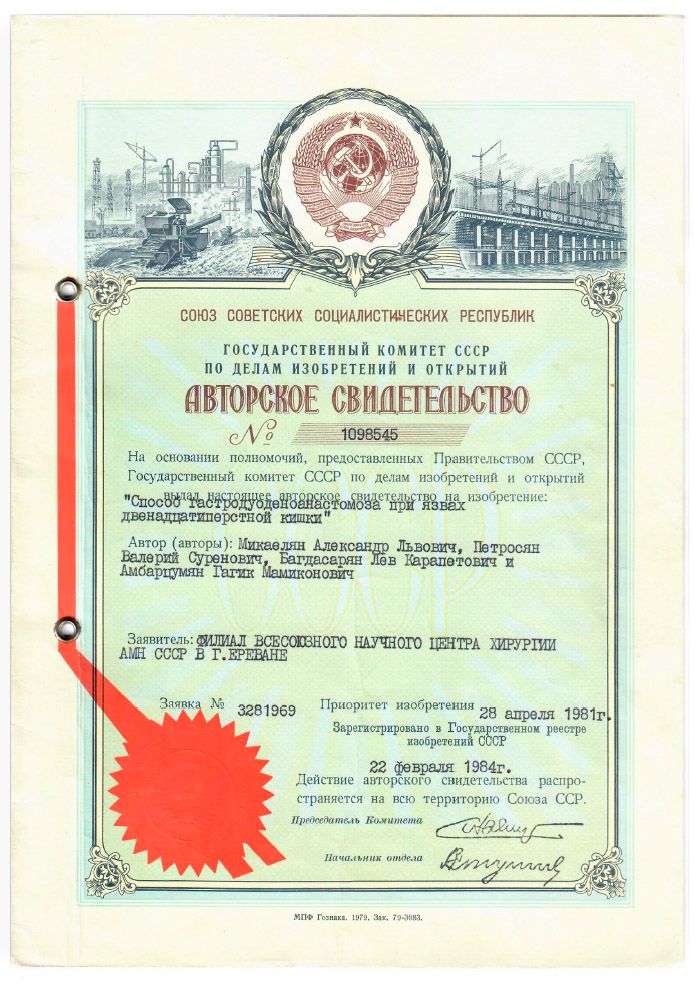 СОЮЗ СОВЕТСКИХ СОЦИАЛИСТИЧЕСКИХ РЕСПУБЛИК
ГОСУДАРСТВЕННЫЙ КОМИТЕТ СССР
ПО ДЕЛАМ ИЗОБРЕТЕНИЙ И ОТКРЫТИЙ
АВТОРСКОЕ СВИДЕТЕЛЬСТВО
№ 1098545
На основании полномочий, предоставленных Правительством СССР,
Государственный комитет СССР по делам изобретений и открытий
выдал настоящее авторское свидетельство на изобретение:
"Способ гастродуоденоанастомоза при язвах
двенадцатиперстной кишки"
Автор (авторы): Микаелян Александр Львович, Петросян
Валерий Суренович, Багдасарян Лев Карапетович и
Амбарцумян Гагик Мамиконович
Заявитель: ФИЛИАЛ ВСЕСОЮЗНОГО НАУЧНОГО ЦЕНТРА ХИРУРГИИ
АМН СССР В Г.ЕРЕВАНЕ
Заявка № 3281969 Приоритет изобретения 28 апреля 1981г.
Зарегистрировано в Государственном реестре
изобретений СССР
22 февраля 1984г.
Действие авторского свидетельства распро-
страняется на всю территорию Союза ССР.
Председатель Комитета
Начальник отдела
МПФ Гознака. 1979. Зак. 79-3083.